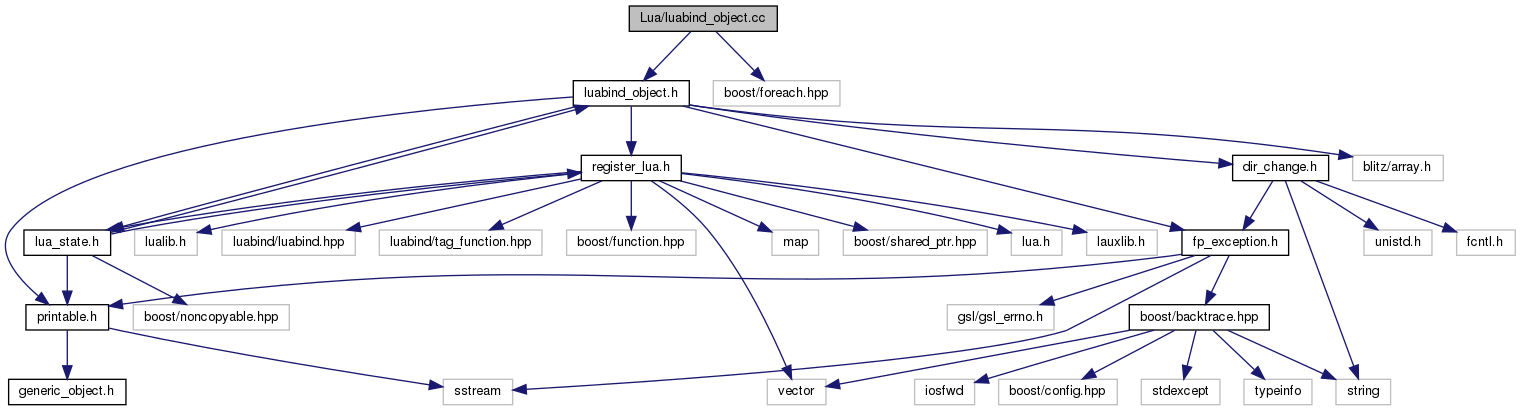 Lua/luabind_object.cc
luabind_object.h
boost/foreach.hpp
register_lua.h
dir_change.h
blitz/array.h
lua_state.h
lualib.h
luabind/luabind.hpp
luabind/tag_function.hpp
boost/function.hpp
map
boost/shared_ptr.hpp
lua.h
lauxlib.h
fp_exception.h
unistd.h
fcntl.h
printable.h
boost/noncopyable.hpp
gsl/gsl_errno.h
boost/backtrace.hpp
generic_object.h
sstream
vector
iosfwd
boost/config.hpp
stdexcept
typeinfo
string